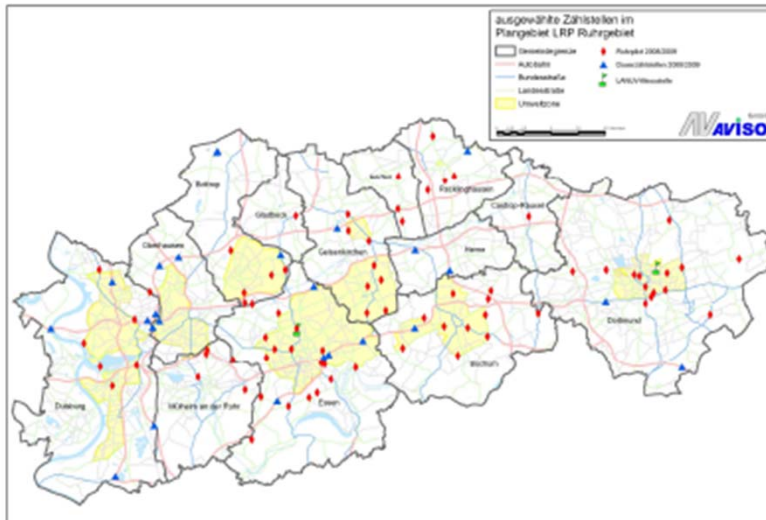 ausgewählte Zählstellen im
Plangebiet LRP Ruhrgebiet
Gemeindegrenze
Autobahn
Bundesstraße
Landesstraße
Umweltzone
Ruhrpilot 2008/2009
Dauerzählstellen 2008/2009
LANUV-Messstelle
AVISO
Bottrop
Recklinghausen
Castrop-Rauxel
Gladbeck
Oberhausen
Gelsenkirchen
Herne
Dortmund
Bochum
Duisburg
Mülheim an der Ruhr
Essen